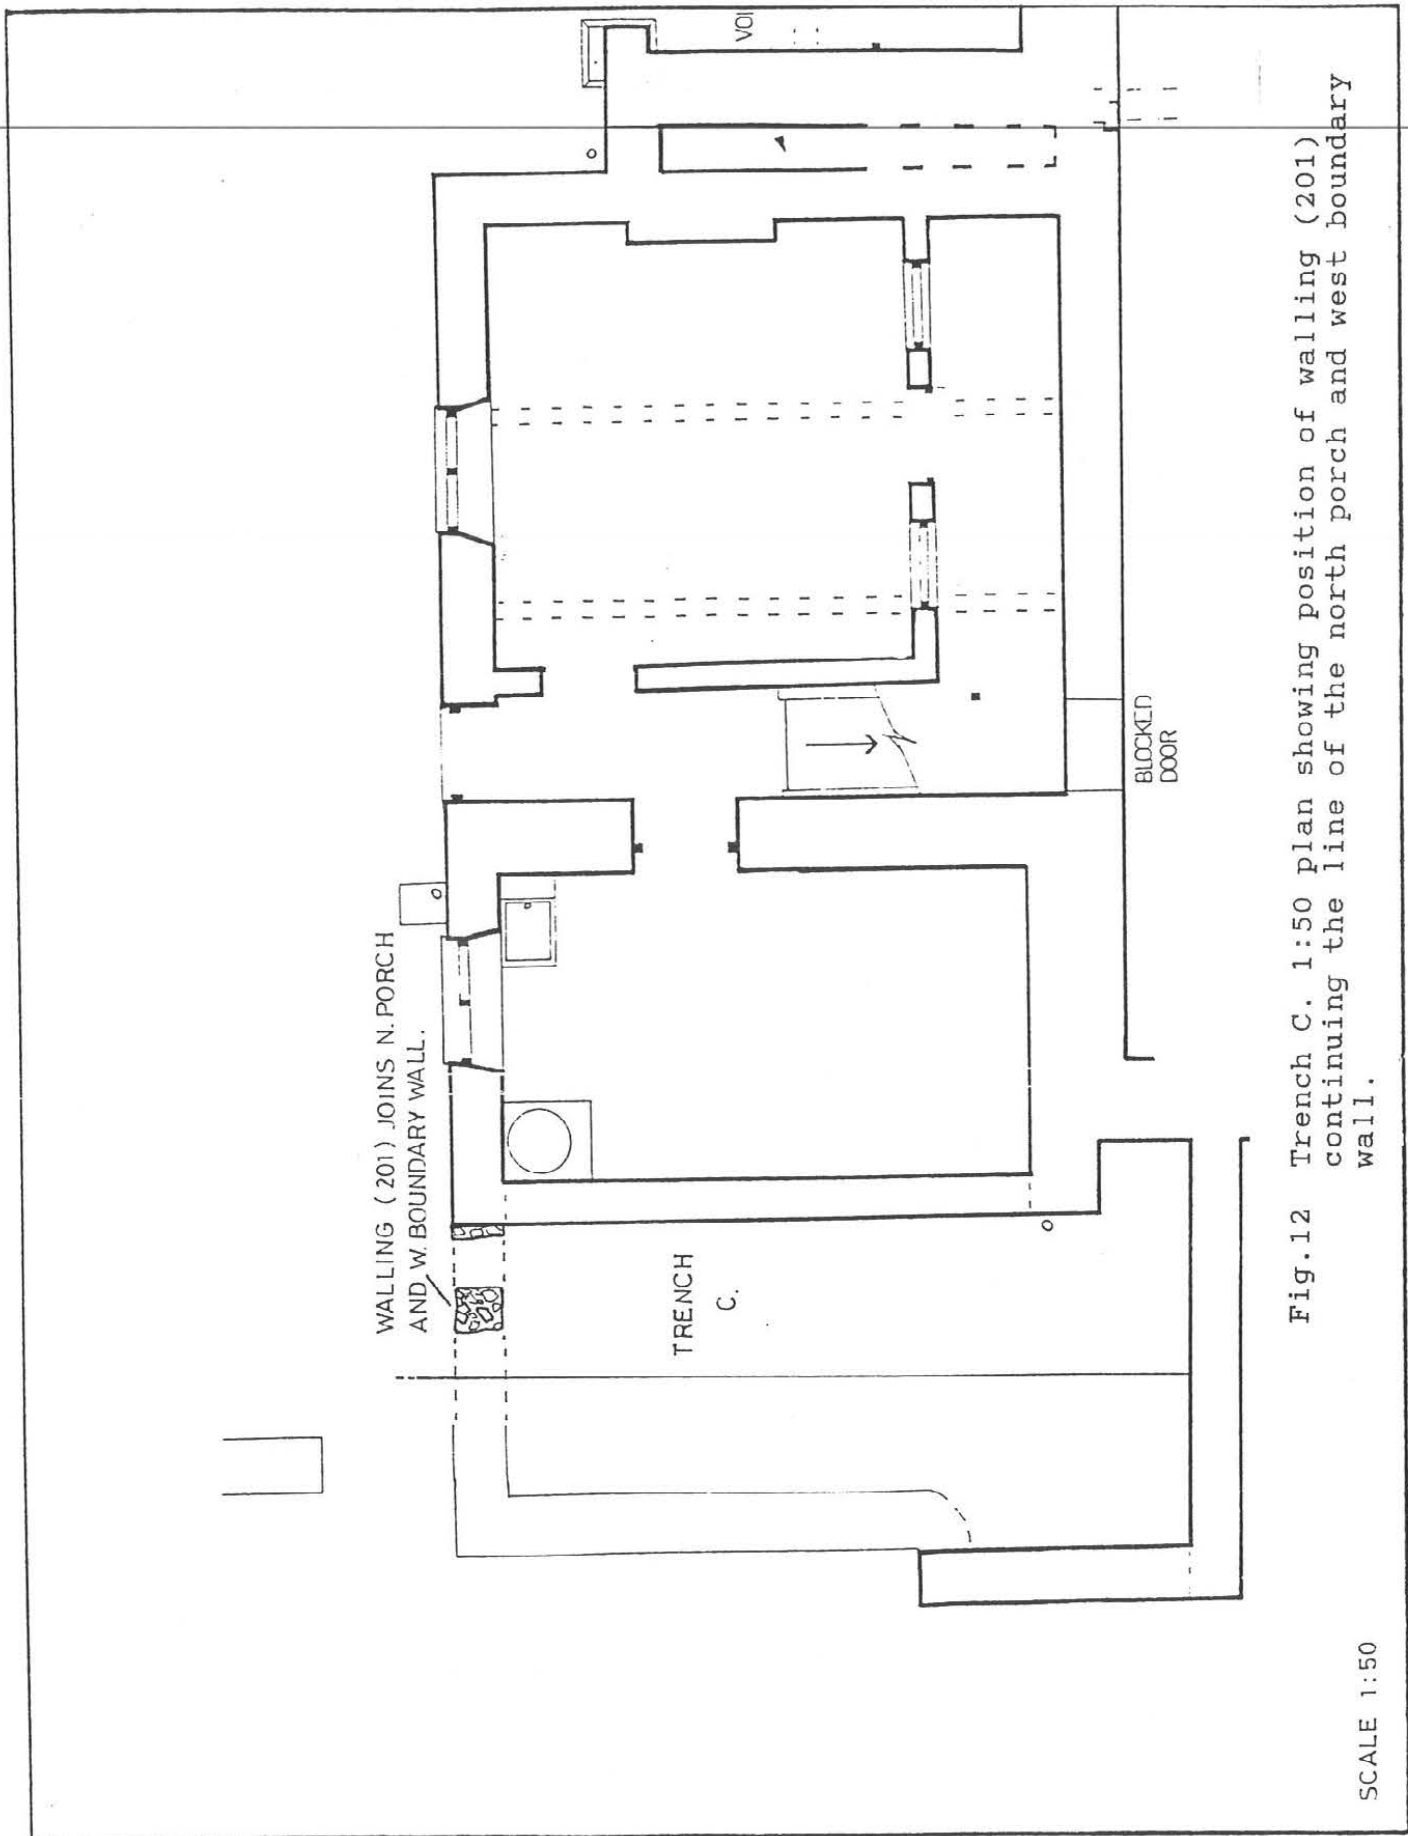 WALLING (201) JOINS N. PORCH
AND W. BOUNDARY WALL.
TRENCH
C.
BLOCKED
DOOR
VOI
Fig.12 Trench C. 1:50 plan showing position of walling (201)
continuing the line of the north porch and west boundary
wall.
SCALE 1:50